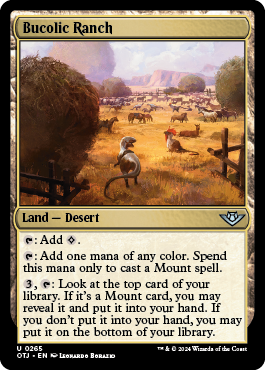 Bucolic Ranch
Land — Desert
: Add .
: Add one mana of any color. Spend
this mana only to cast a Mount spell.
3, : Look at the top card of your
library. If it's a Mount card, you may
reveal it and put it into your hand. If
you don't put it into your hand, you may
put it on the bottom of your library.
U 0265
OTJ • EN Leonardo Borazio
™ & © 2024 Wizards of the Coast